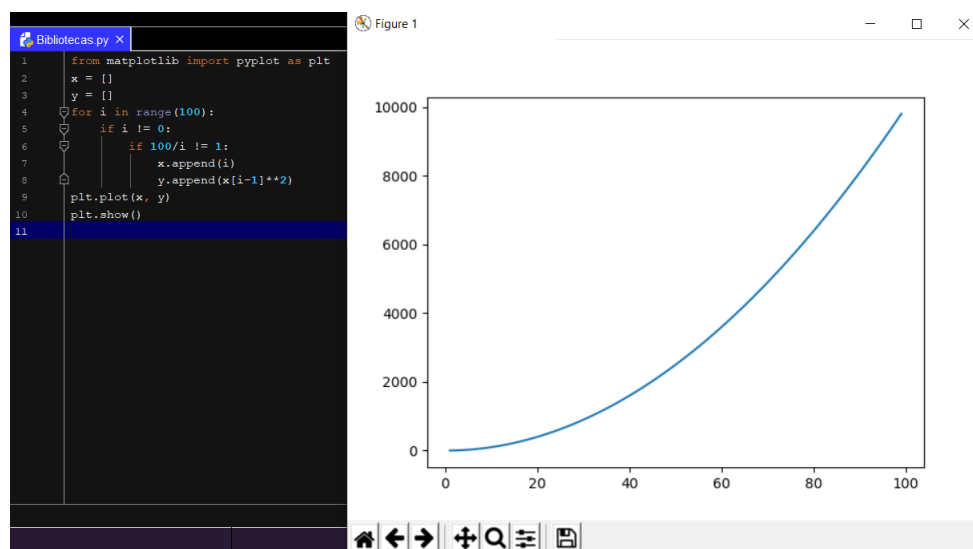 Bibliotecas.py ×
1 from matplotlib import pyplot as plt
2 x = []
3 y = []
4 for i in range(100):
5 if i != 0:
6 if 100/i != 1:
7 x.append(i)
8 y.append(x[i-1]**2)
9 plt.plot(x, y)
10 plt.show()
11
Figure 1
10000
8000
6000
4000
2000
0
0 20 40 60 80 100